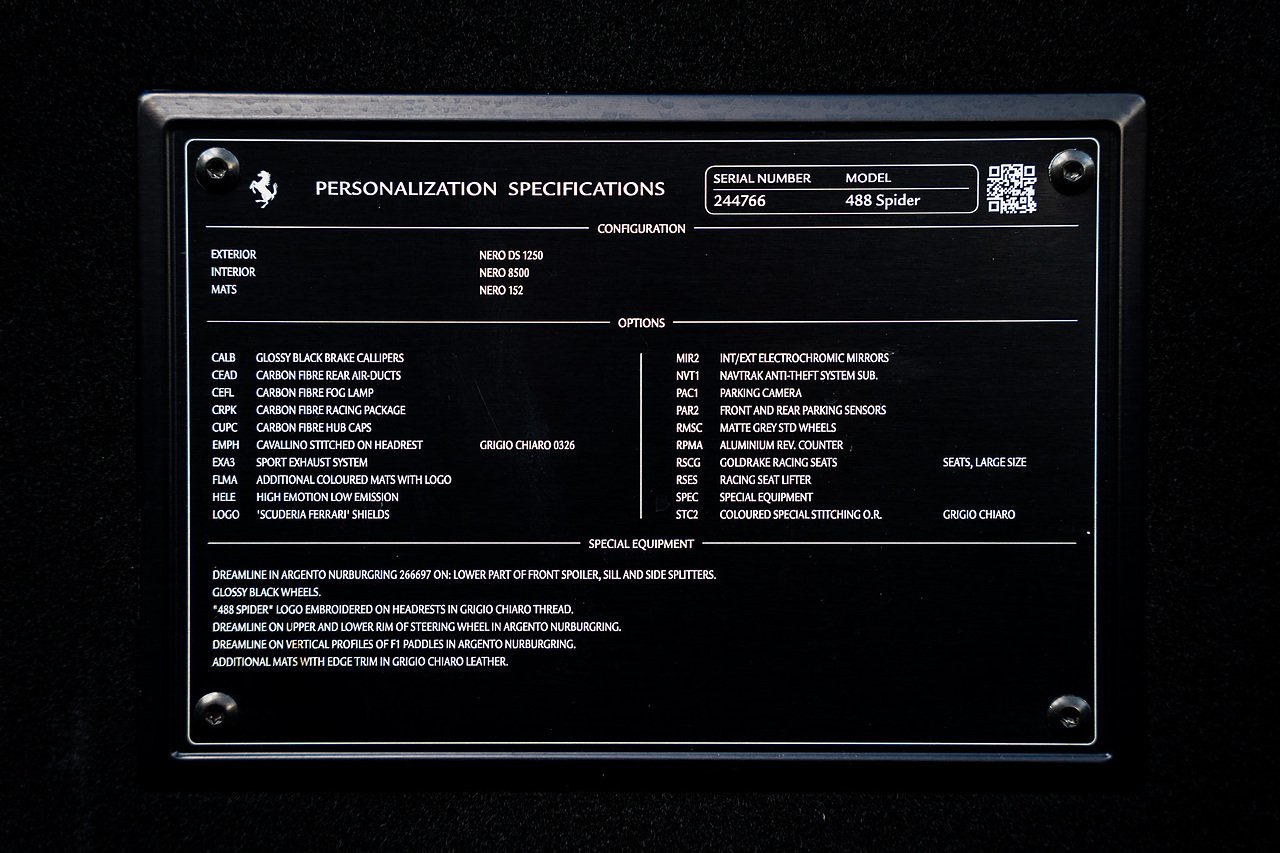 PERSONALIZATION SPECIFICATIONS
SERIAL NUMBER MODEL
244766 488 Spider
CONFIGURATION
EXTERIOR NERO DS 1250
INTERIOR NERO 8500
MATS NERO 152
OPTIONS
CALB GLOSSY BLACK BRAKE CALLIPERS
CEAD CARBON FIBRE REAR AIR-DUCTS
CEFL CARBON FIBRE FOG LAMP
CRPK CARBON FIBRE RACING PACKAGE
CUPC CARBON FIBRE HUB CAPS
EMPH CAVALLINO STITCHED ON HEADREST GRIGIO CHIARO 0326
EXA3 SPORT EXHAUST SYSTEM
FLMA ADDITIONAL COLOURED MATS WITH LOGO
HELE HIGH EMOTION LOW EMISSION
LOGO 'SCUDERIA FERRARI' SHIELDS
MIR2 INT/EXT ELECTROCHROMIC MIRRORS
NVT1 NAVTRAK ANTI-THEFT SYSTEM SUB.
PAC1 PARKING CAMERA
PAR2 FRONT AND REAR PARKING SENSORS
RMSC MATTE GREY STD WHEELS
RPMA ALUMINIUM REV. COUNTER
RSCG GOLDRAKE RACING SEATS SEATS, LARGE SIZE
RSES RACING SEAT LIFTER
SPEC SPECIAL EQUIPMENT
STC2 COLOURED SPECIAL STITCHING O.R. GRIGIO CHIARO
SPECIAL EQUIPMENT
DREAMLINE IN ARGENTO NURBURGRING 266697 ON: LOWER PART OF FRONT SPOILER, SILL AND SIDE SPLITTERS.
GLOSSY BLACK WHEELS.
"488 SPIDER" LOGO EMBROIDERED ON HEADRESTS IN GRIGIO CHIARO THREAD.
DREAMLINE ON UPPER AND LOWER RIM OF STEERING WHEEL IN ARGENTO NURBURGRING.
DREAMLINE ON VERTICAL PROFILES OF F1 PADDLES IN ARGENTO NURBURGRING.
ADDITIONAL MATS WITH EDGE TRIM IN GRIGIO CHIARO LEATHER.